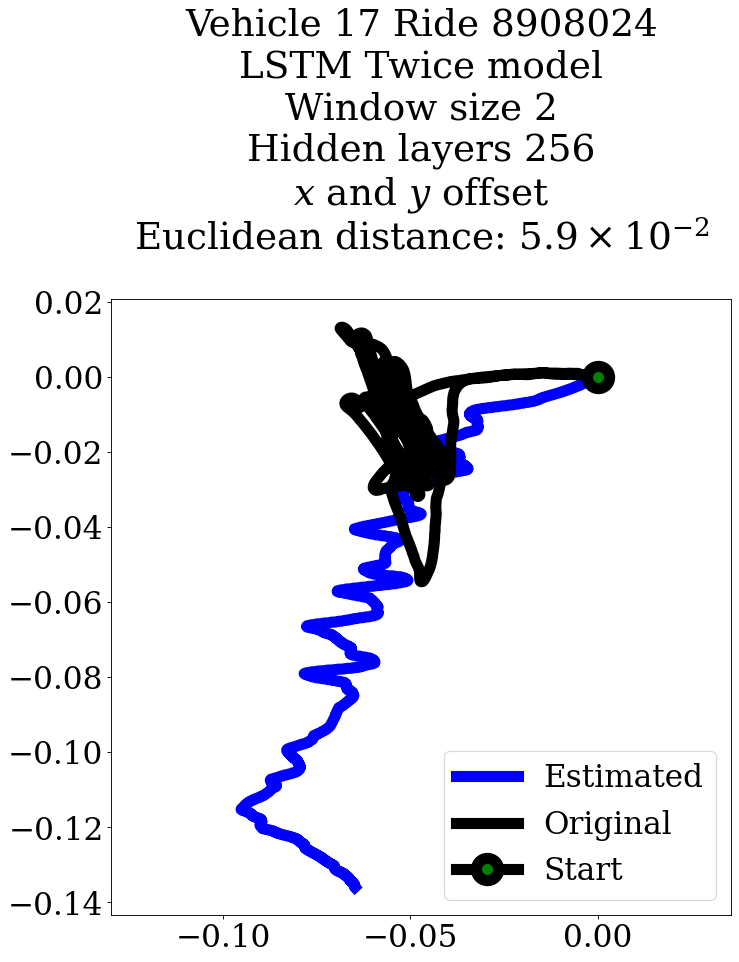 Vehicle 17 Ride 8908024
LSTM Twice model
Window size 2
Hidden layers 256
x and y offset
Euclidean distance: 5.9 × 10⁻²
0.02
0.00
−0.02
−0.04
−0.06
−0.08
−0.10
−0.12
−0.14
Estimated
Original
Start
−0.10
−0.05
0.00